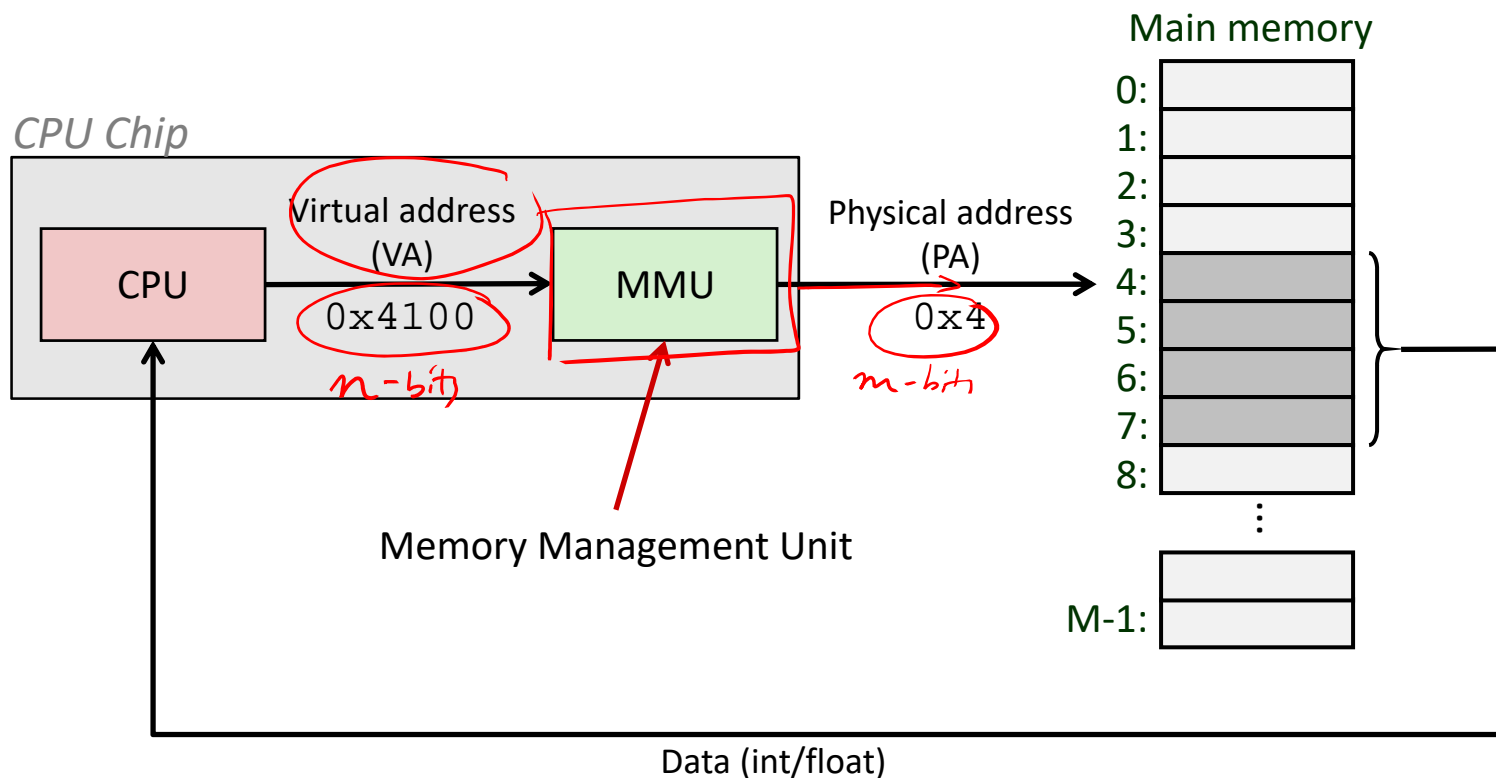 Main memory
CPU Chip
0:
1:
2:
3:
4:
5:
6:
7:
8:
⋮
M-1:
Virtual address
(VA)
Physical address
(PA)
CPU
MMU
0x4100
0x4
n-bits
m-bits
Memory Management Unit
Data (int/float)